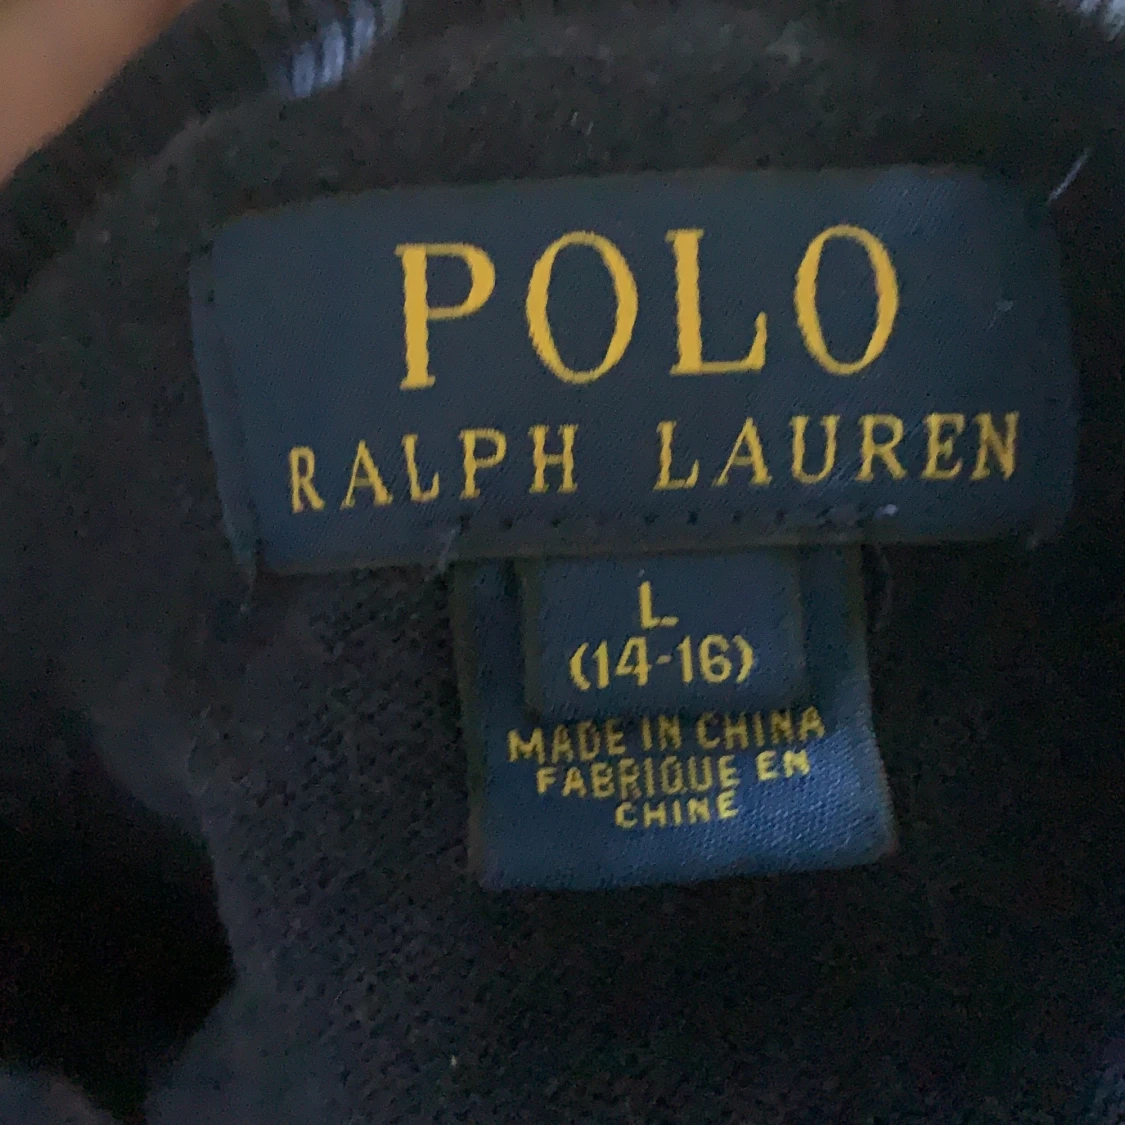 POLO
RALPH LAUREN
L
(14-16)
MADE IN CHINA
FABRIQUE EN
CHINE